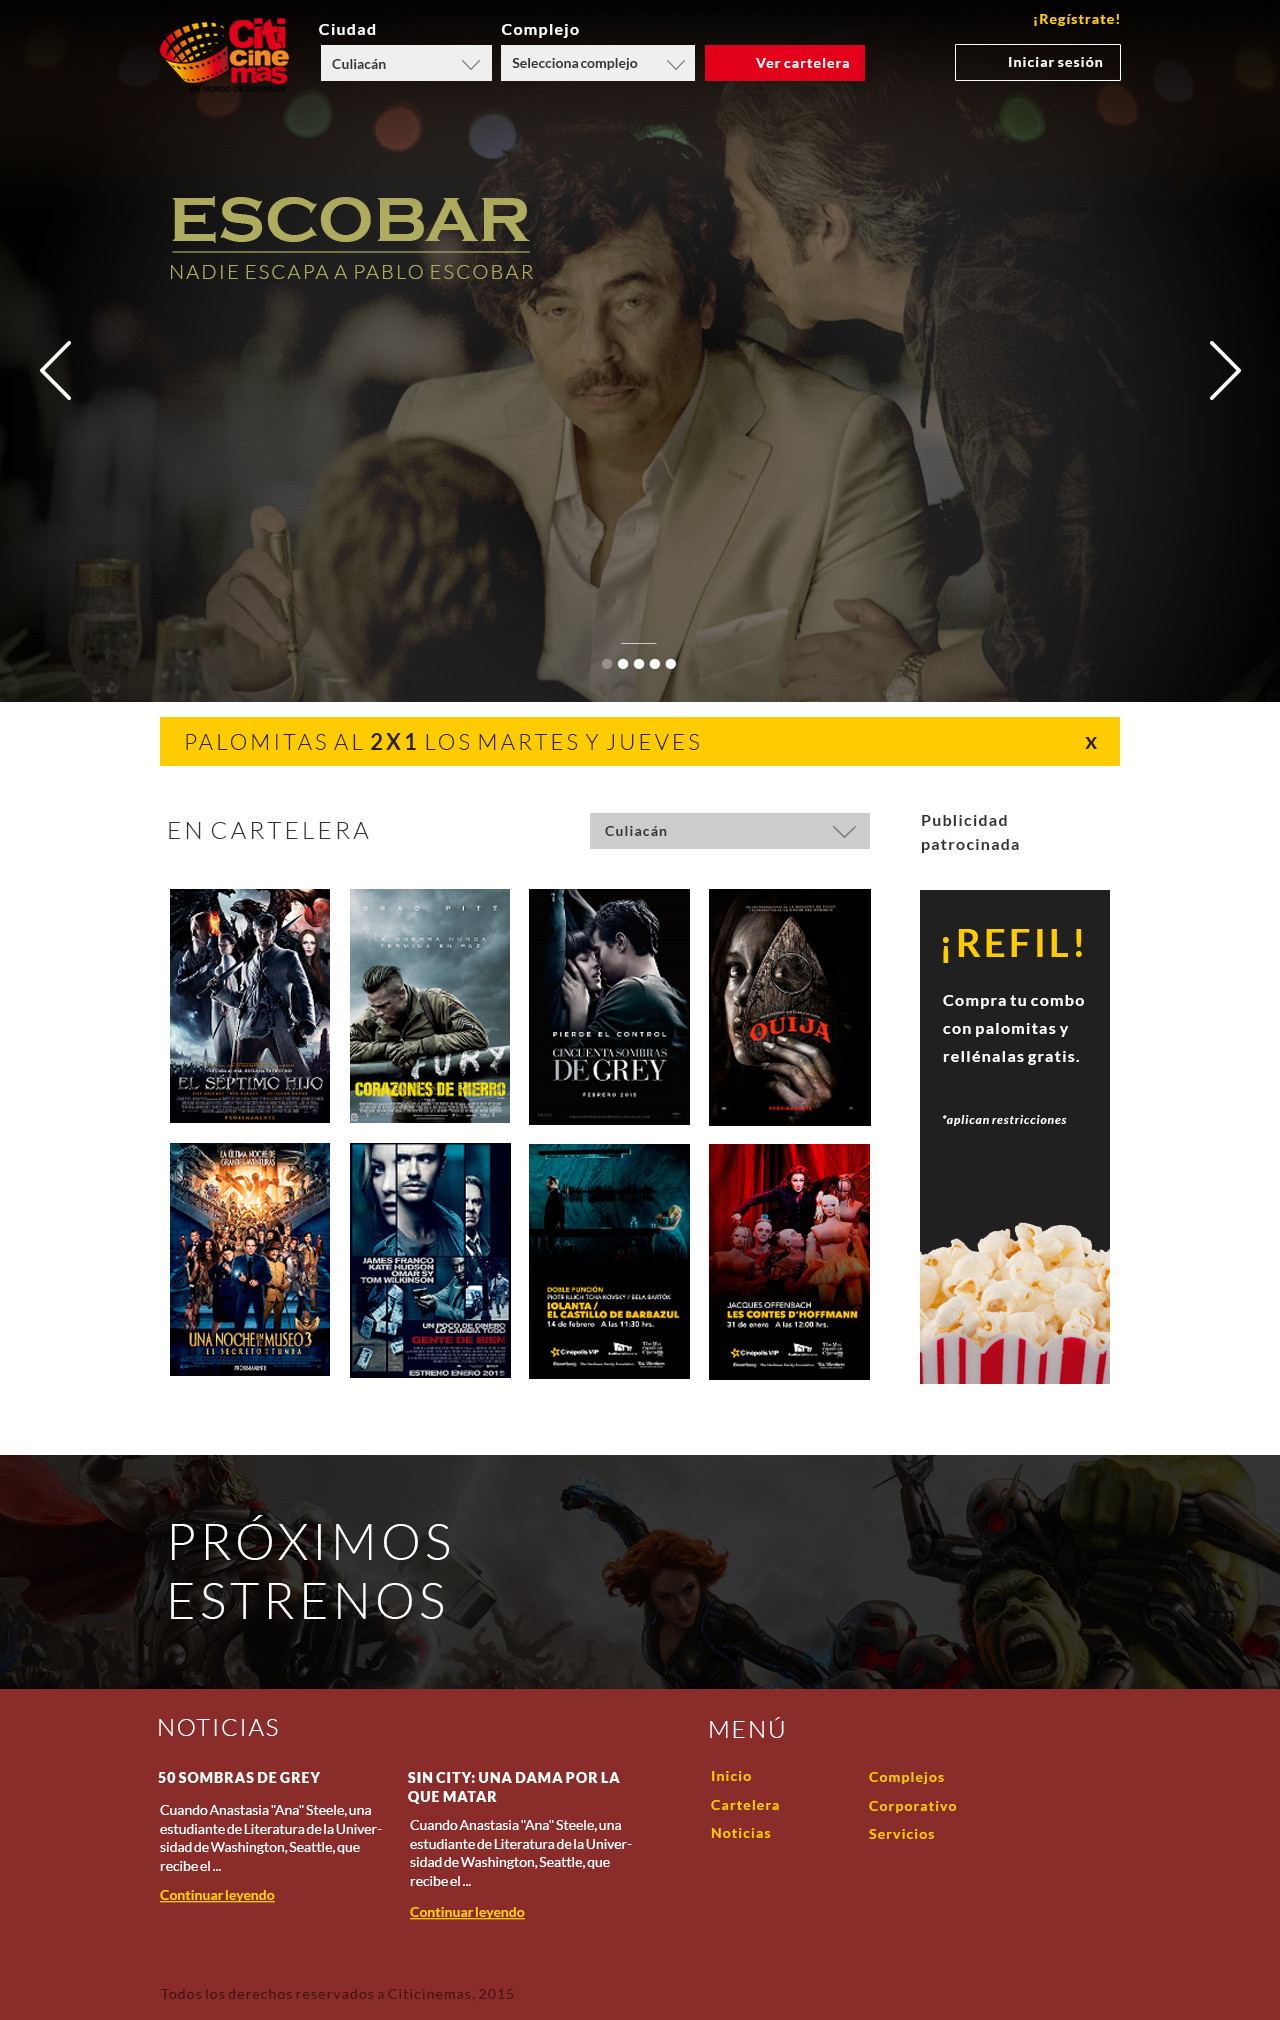 ¡Regístrate!
Citi
cine
mas
UN MUNDO DE DIVERSIÓN
Ciudad
Complejo
Culiacán
Selecciona complejo
Ver cartelera
Iniciar sesión
ESCOBAR
NADIE ESCAPA A PABLO ESCOBAR
PALOMITAS AL 2X1 LOS MARTES Y JUEVES
X
EN CARTELERA
Culiacán
Publicidad
patrocinada
EL SÉPTIMO HIJO
PRÓXIMAMENTE
BRAD PITT
LA GUERRA NUNCA
TERMINA EN PAZ
FURY
CORAZONES DE HIERRO
PIERDE EL CONTROL
CINCUENTA SOMBRAS
DE GREY
FEBRERO 2015
OUIJA
PRÓXIMAMENTE
¡REFIL!
Compra tu combo
con palomitas y
rellénalas gratis.
*aplican restricciones
LA ÚLTIMA NOCHE DE
GRANDES AVENTURAS
UNA NOCHE EN EL MUSEO 3
EL SECRETO DE LA TUMBA
PRÓXIMAMENTE
JAMES FRANCO
KATE HUDSON
OMAR SY
TOM WILKINSON
UN POCO DE DINERO
LO CAMBIA TODO
GENTE DE BIEN
ESTRENO ENERO 2015
DOBLE FUNCIÓN
PIOTR ILLICH TCHAIKOVSKY / BELA BARTÓK
IOLANTA /
EL CASTILLO DE BARBAZUL
14 de febrero A las 11:30 hrs.
Cinépolis VIP
Bloomberg
JACQUES OFFENBACH
LES CONTES D'HOFFMANN
31 de enero A las 12:00 hrs.
Cinépolis VIP
Bloomberg
PRÓXIMOS
ESTRENOS
NOTICIAS
50 SOMBRAS DE GREY
Cuando Anastasia "Ana" Steele, una
estudiante de Literatura de la Univer-
sidad de Washington, Seattle, que
recibe el ...
Continuar leyendo
SIN CITY: UNA DAMA POR LA
QUE MATAR
Cuando Anastasia "Ana" Steele, una
estudiante de Literatura de la Univer-
sidad de Washington, Seattle, que
recibe el ...
Continuar leyendo
MENÚ
Inicio
Cartelera
Noticias
Complejos
Corporativo
Servicios
Todos los derechos reservados a Citicinemas, 2015